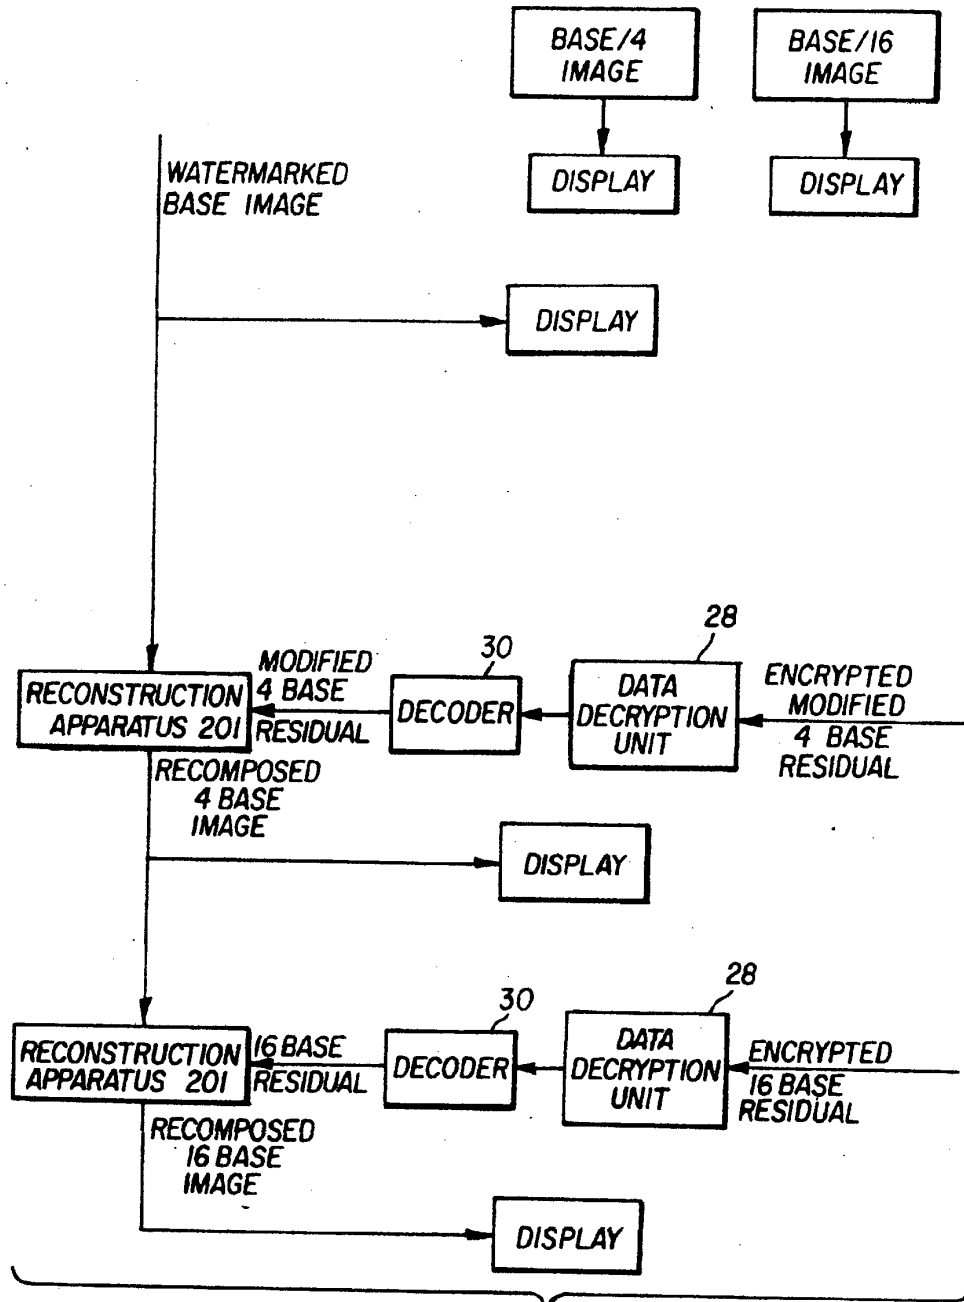 BASE/4
IMAGE
BASE/16
IMAGE
DISPLAY
DISPLAY
WATERMARKED
BASE IMAGE
DISPLAY
28
30
MODIFIED
4 BASE
RESIDUAL
ENCRYPTED
MODIFIED
4 BASE
RESIDUAL
RECONSTRUCTION
APPARATUS 201
DECODER
DATA
DECRYPTION
UNIT
RECOMPOSED
4 BASE
IMAGE
DISPLAY
28
30
RECONSTRUCTION
APPARATUS 201
16 BASE
RESIDUAL
DECODER
DATA
DECRYPTION
UNIT
ENCRYPTED
16 BASE
RESIDUAL
RECOMPOSED
16 BASE
IMAGE
DISPLAY